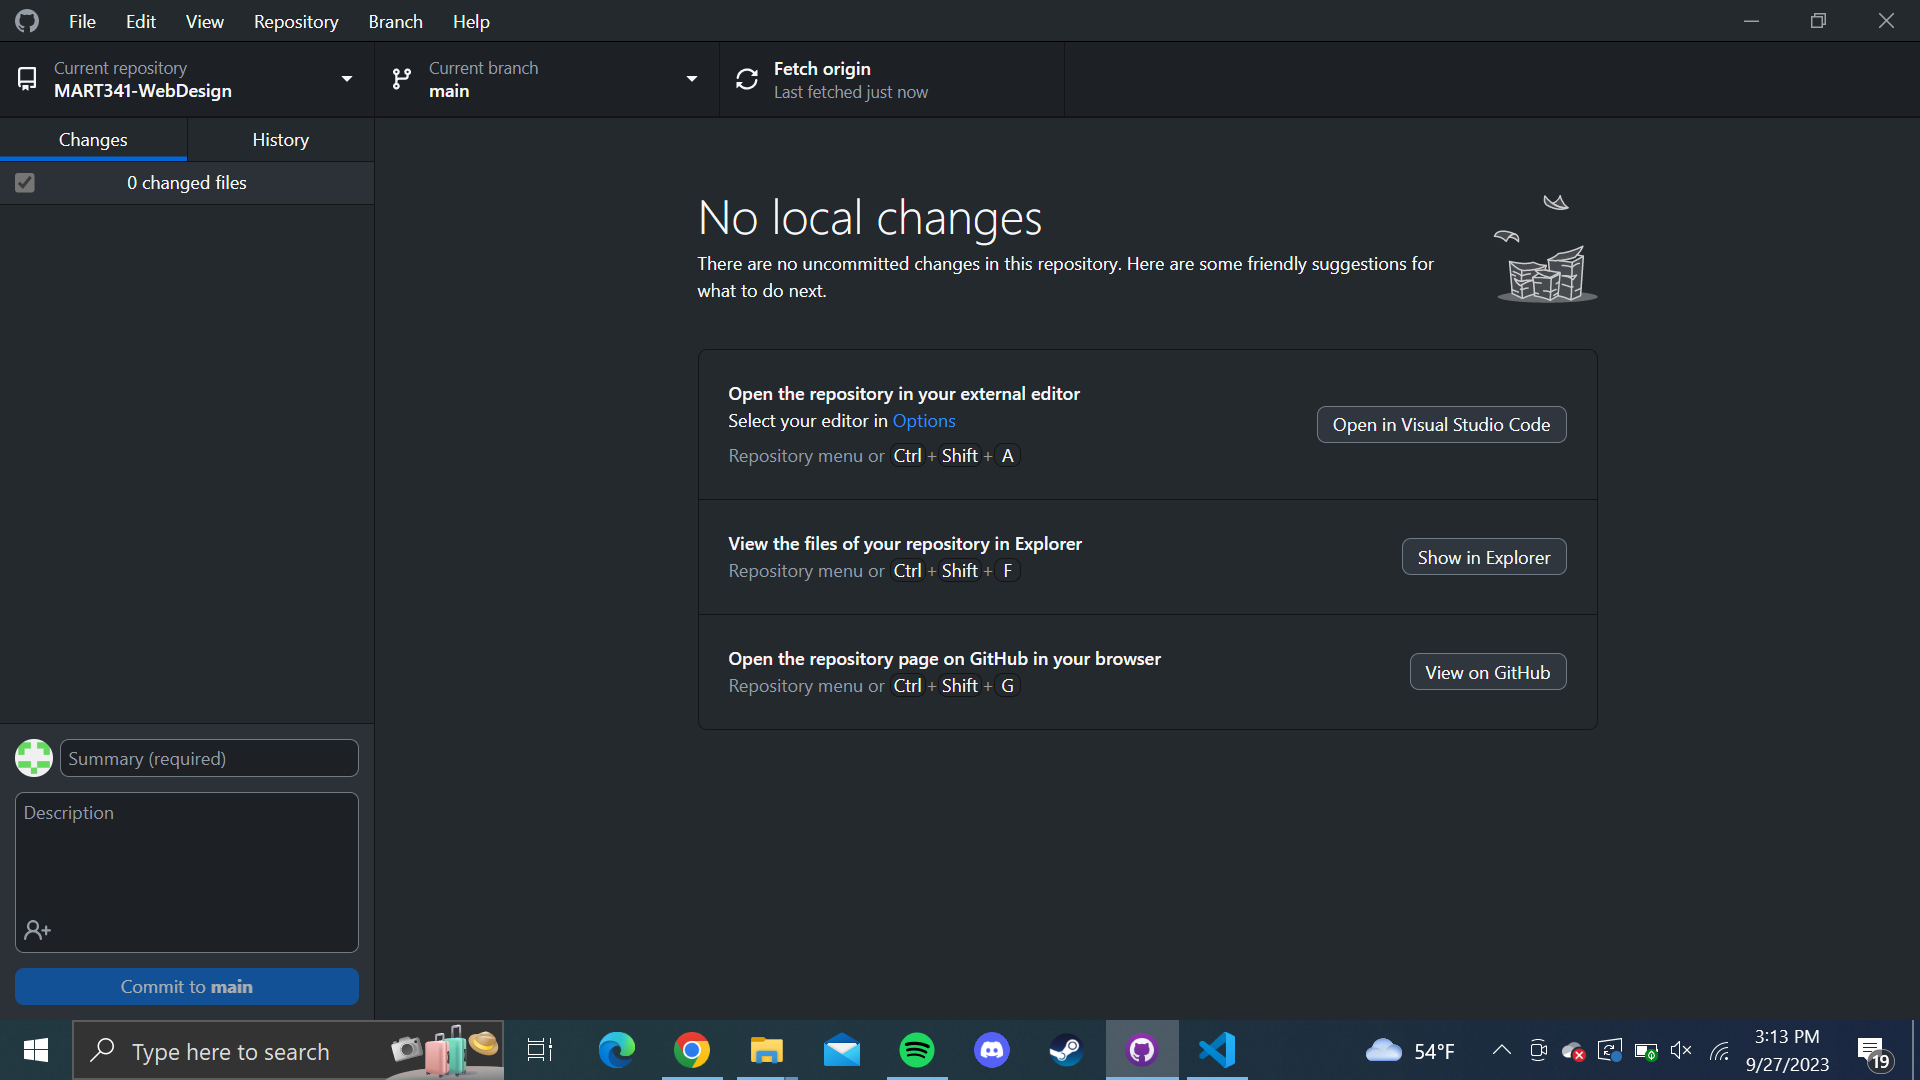 File Edit View Repository Branch Help
Current repository
MART341-WebDesign
Current branch
main
Fetch origin
Last fetched just now
Changes History
0 changed files
No local changes
There are no uncommitted changes in this repository. Here are some friendly suggestions for
what to do next.
Open the repository in your external editor
Select your editor in Options
Repository menu or Ctrl + Shift + A
Open in Visual Studio Code
View the files of your repository in Explorer
Repository menu or Ctrl + Shift + F
Show in Explorer
Open the repository page on GitHub in your browser
Repository menu or Ctrl + Shift + G
View on GitHub
Summary (required)
Description
Commit to main
Type here to search
54°F
3:13 PM
9/27/2023
19